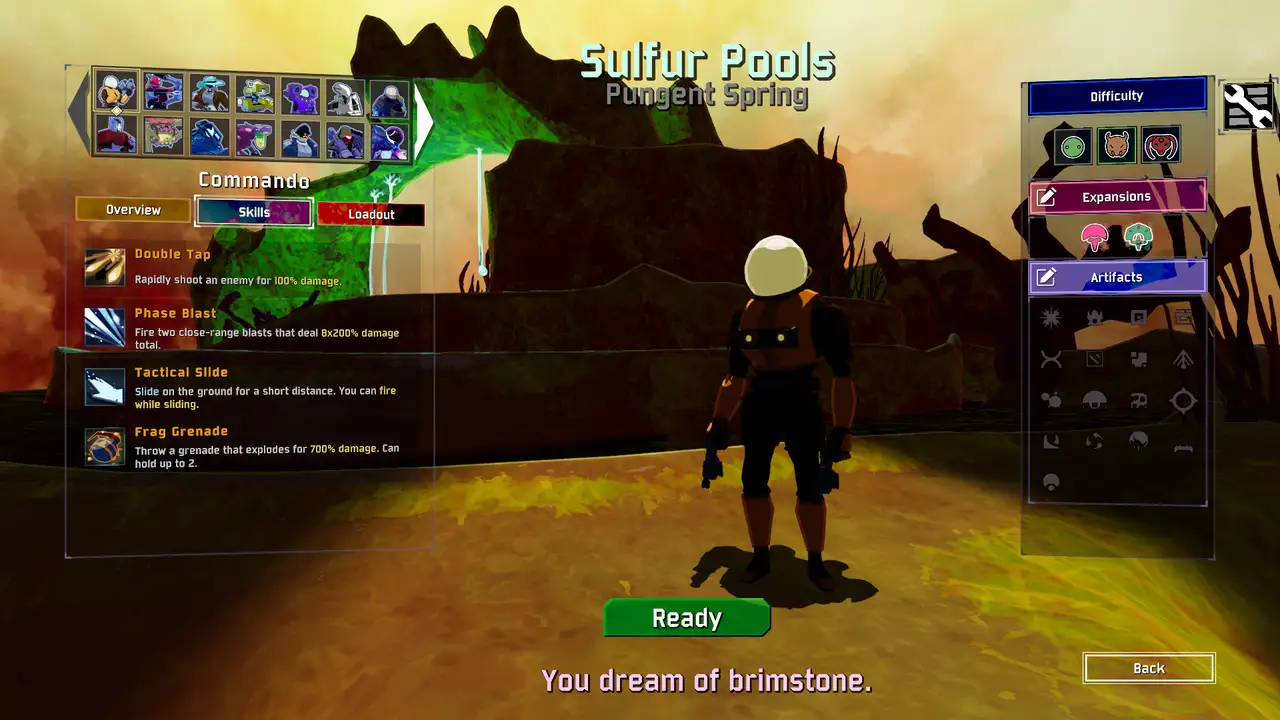 Sulfur Pools
Pungent Spring
Commando
Overview
Skills
Loadout
Double Tap
Rapidly shoot an enemy for 100% damage.
Phase Blast
Fire two close-range blasts that deal 8x200% damage
total.
Tactical Slide
Slide on the ground for a short distance. You can fire
while sliding.
Frag Grenade
Throw a grenade that explodes for 700% damage. Can
hold up to 2.
Difficulty
Expansions
Artifacts
Ready
You dream of brimstone.
Back